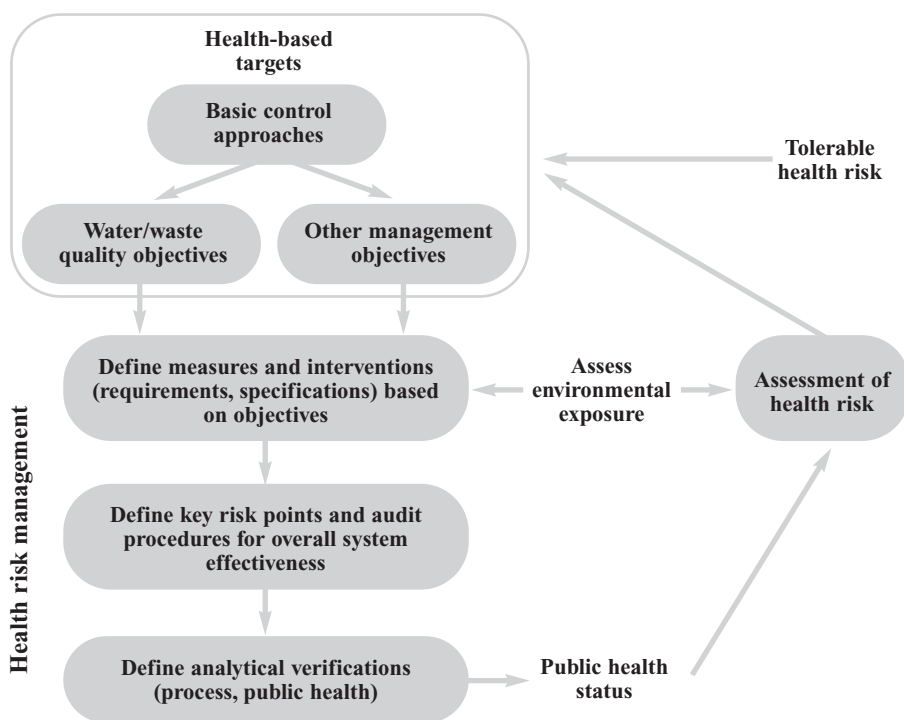 Health-based
targets
Basic control
approaches
Tolerable
health risk
Water/waste
quality objectives
Other management
objectives
Define measures and interventions
(requirements, specifications) based
on objectives
Assess
environmental
exposure
Assessment of
health risk
Health risk management
Define key risk points and audit
procedures for overall system
effectiveness
Define analytical verifications
(process, public health)
Public health
status